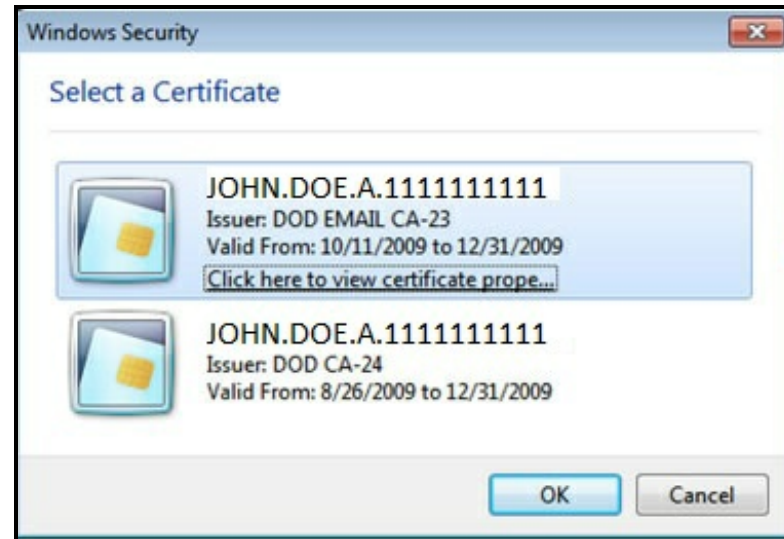 Windows Security
Select a Certificate
JOHN.DOE.A.1111111111
Issuer: DOD EMAIL CA-23
Valid From: 10/11/2009 to 12/31/2009
Click here to view certificate prope...
JOHN.DOE.A.1111111111
Issuer: DOD CA-24
Valid From: 8/26/2009 to 12/31/2009
OK Cancel